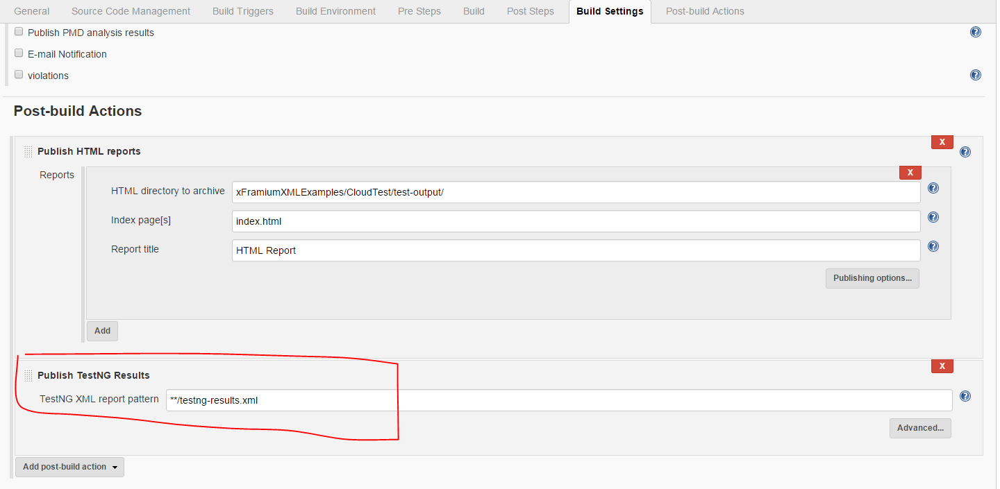 General Source Code Management Build Triggers Build Environment Pre Steps Build Post Steps Build Settings Post-build Actions
Publish PMD analysis results ?
E-mail Notification
violations ?
Post-build Actions
X
Publish HTML reports ?
Reports X
HTML directory to archive xFramiumXMLExamples/CloudTest/test-output/ ?
Index page[s] index.html ?
Report title HTML Report ?
Publishing options...
Add
X
Publish TestNG Results
TestNG XML report pattern **/testng-results.xml ?
Advanced...
Add post-build action